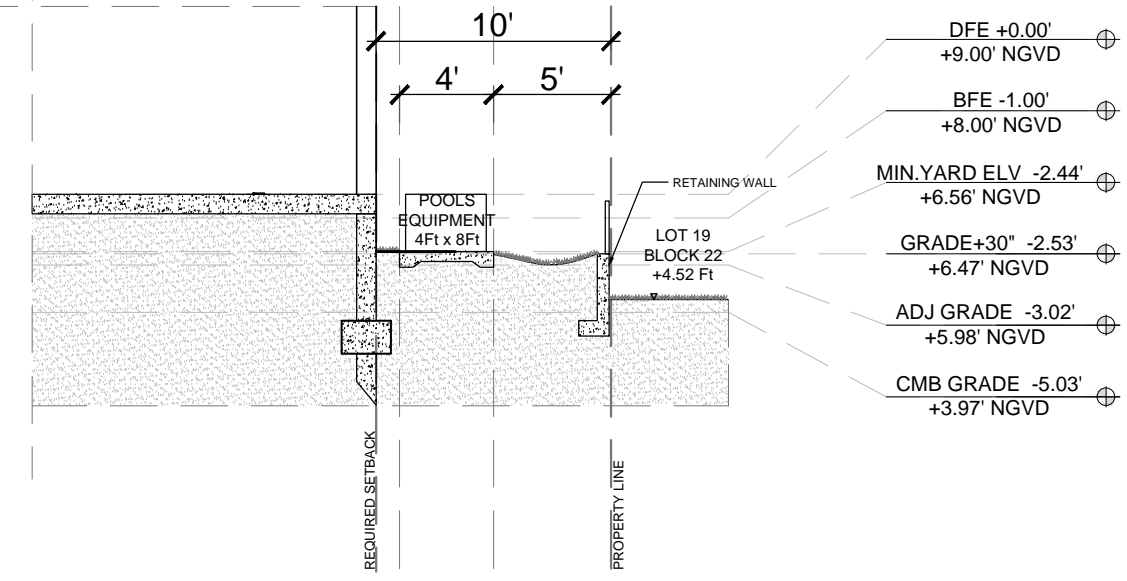 10'
4'
5'
DFE +0.00'
+9.00' NGVD
BFE -1.00'
+8.00' NGVD
MIN.YARD ELV -2.44'
+6.56' NGVD
GRADE+30" -2.53'
+6.47' NGVD
ADJ GRADE -3.02'
+5.98' NGVD
CMB GRADE -5.03'
+3.97' NGVD
RETAINING WALL
POOLS
EQUIPMENT
4Ft x 8Ft
LOT 19
BLOCK 22
+4.52 Ft
REQUIRED SETBACK
PROPERTY LINE